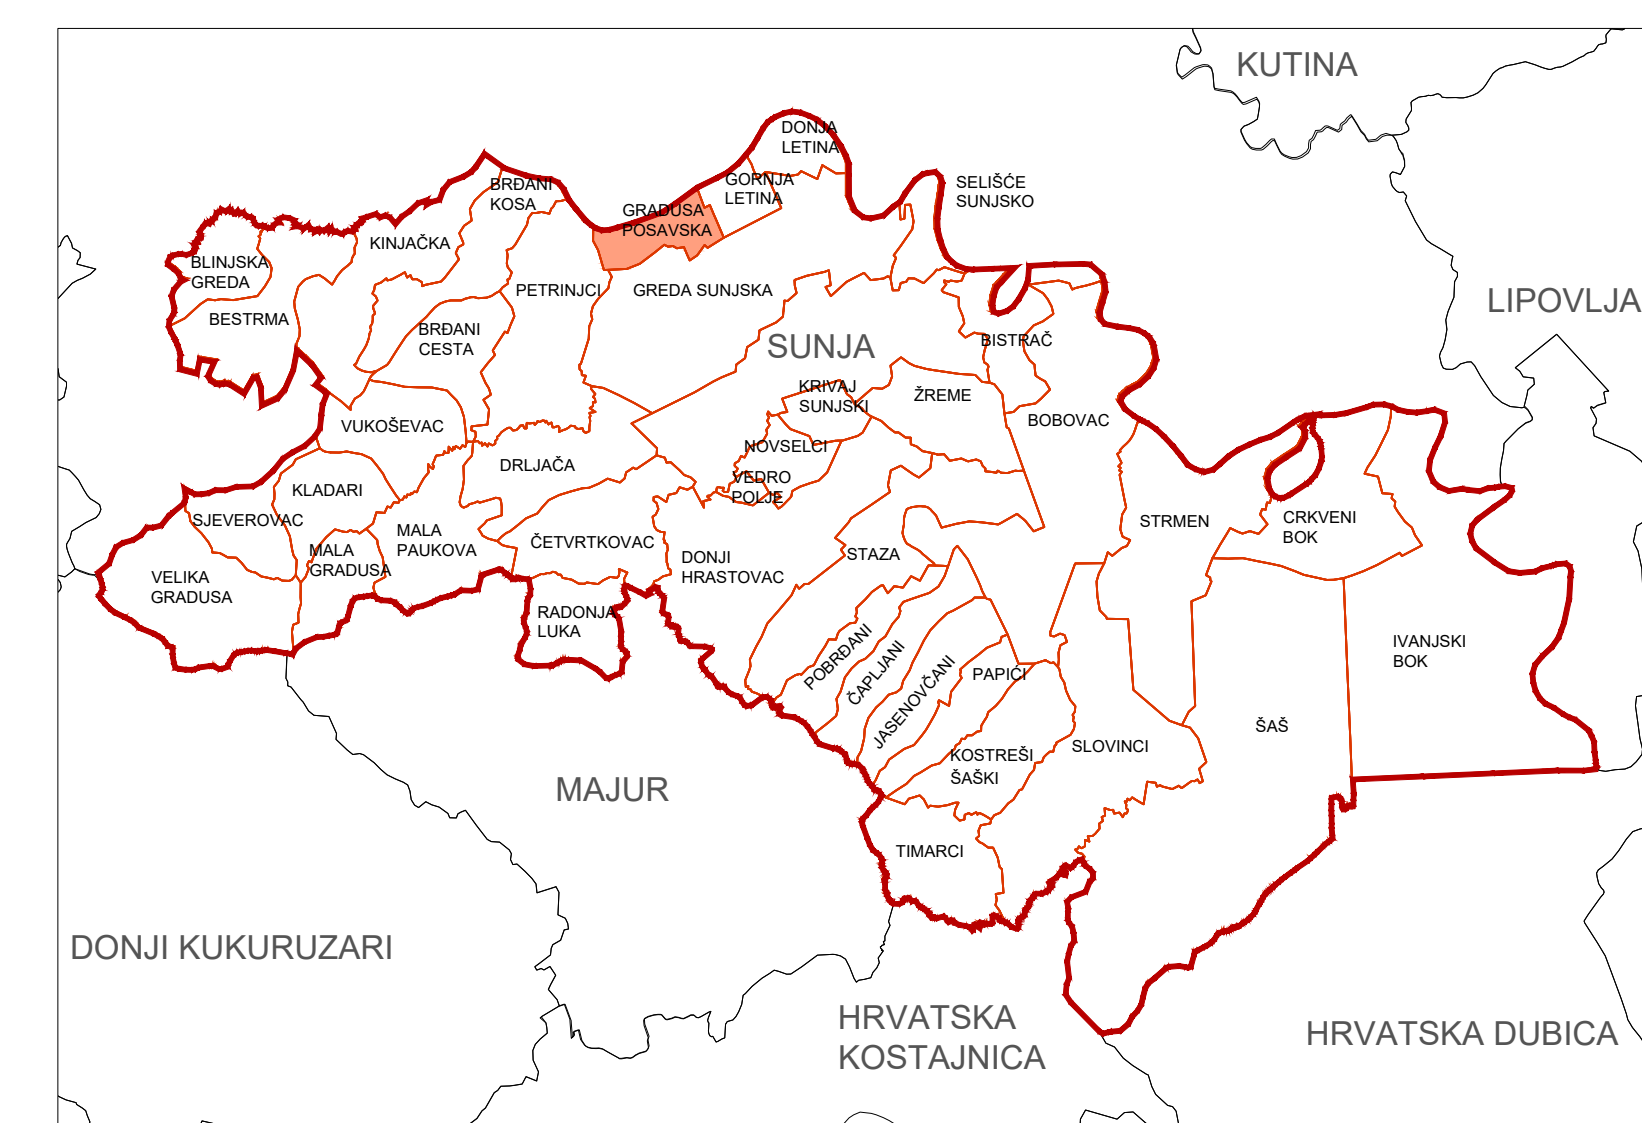 KUTINA
DONJA
LETINA
BRĐANI
KOSA
GORNJA
LETINA
SELIŠĆE
SUNJSKO
GRADUSA
POSAVSKA
KINJAČKA
BLINJSKA
GREDA
PETRINJCI
GREDA SUNJSKA
LIPOVLJA
BESTRMA
BRĐANI
CESTA
SUNJA
BISTRAČ
KRIVAJ
SUNJSKI
ŽREME
VUKOŠEVAC
BOBOVAC
NOVSELCI
DRLJAČA
VEDRO
POLJE
KLADARI
SJEVEROVAC
MALA
PAUKOVA
STRMEN
CRKVENI
BOK
ČETVRTKOVAC
MALA
GRADUSA
DONJI
HRASTOVAC
STAZA
VELIKA
GRADUSA
RADONJA
LUKA
IVANJSKI
BOK
POBRĐANI
ČAPLJANI
JASENOVČANI
PAPIĆI
ŠAŠ
SLOVINCI
KOSTREŠI
ŠAŠKI
MAJUR
TIMARCI
DONJI KUKURUZARI
HRVATSKA
KOSTAJNICA
HRVATSKA DUBICA